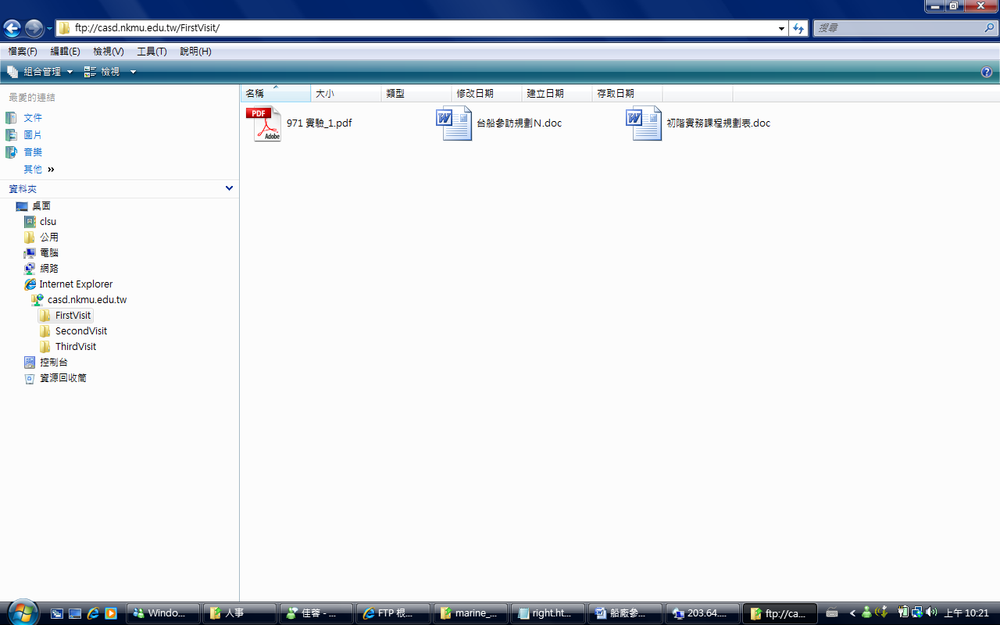 ftp://casd.nkmu.edu.tw/FirstVisit/
搜尋
檔案(F) 編輯(E) 檢視(V) 工具(T) 說明(H)
組合管理 檢視
最愛的連結
文件
圖片
音樂
其他 »
資料夾
桌面
clsu
公用
電腦
網路
Internet Explorer
casd.nkmu.edu.tw
FirstVisit
SecondVisit
ThirdVisit
控制台
資源回收筒
名稱 大小 類型 修改日期 建立日期 存取日期
PDF Adobe 971 實驗_1.pdf 台船參訪規劃N.doc 初階實務課程規劃表.doc
Windo... 人事 佳蓉 - ... FTP 根... marine_... right.ht... 船廠參... 203.64.... ftp://ca... 上午 10:21